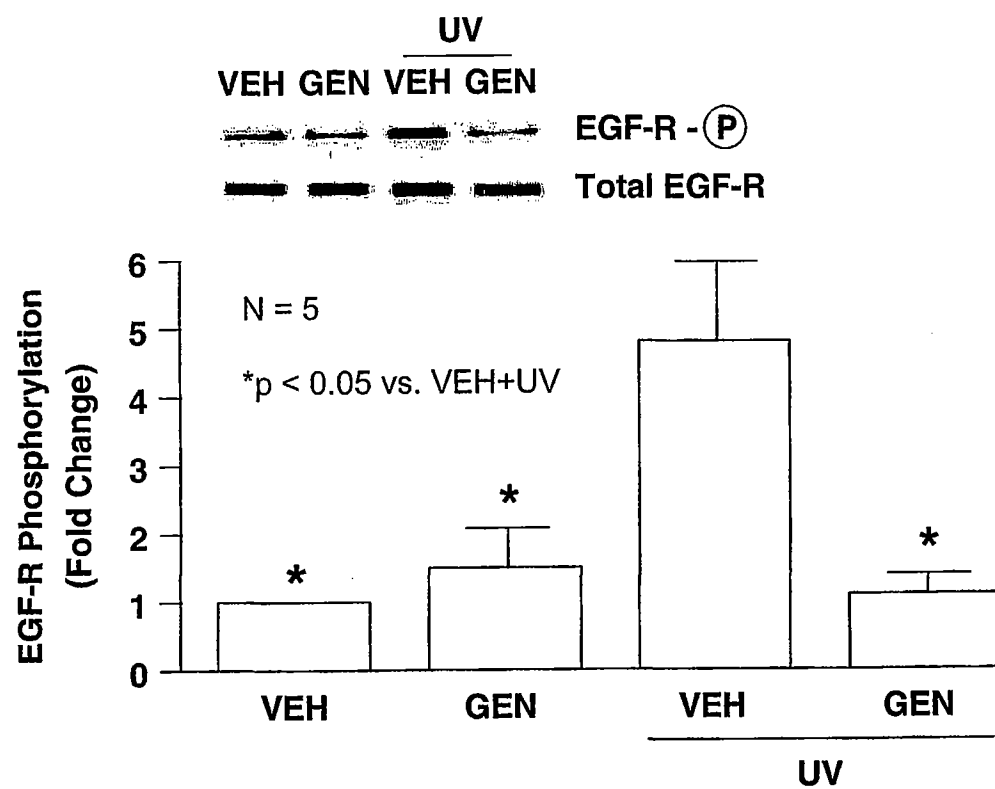 UV
VEH GEN VEH GEN
EGF-R - P
Total EGF-R
EGF-R Phosphorylation
(Fold Change)
6
5
4
3
2
1
0
N = 5
*p < 0.05 vs. VEH+UV
*
*
*
VEH GEN VEH GEN
UV